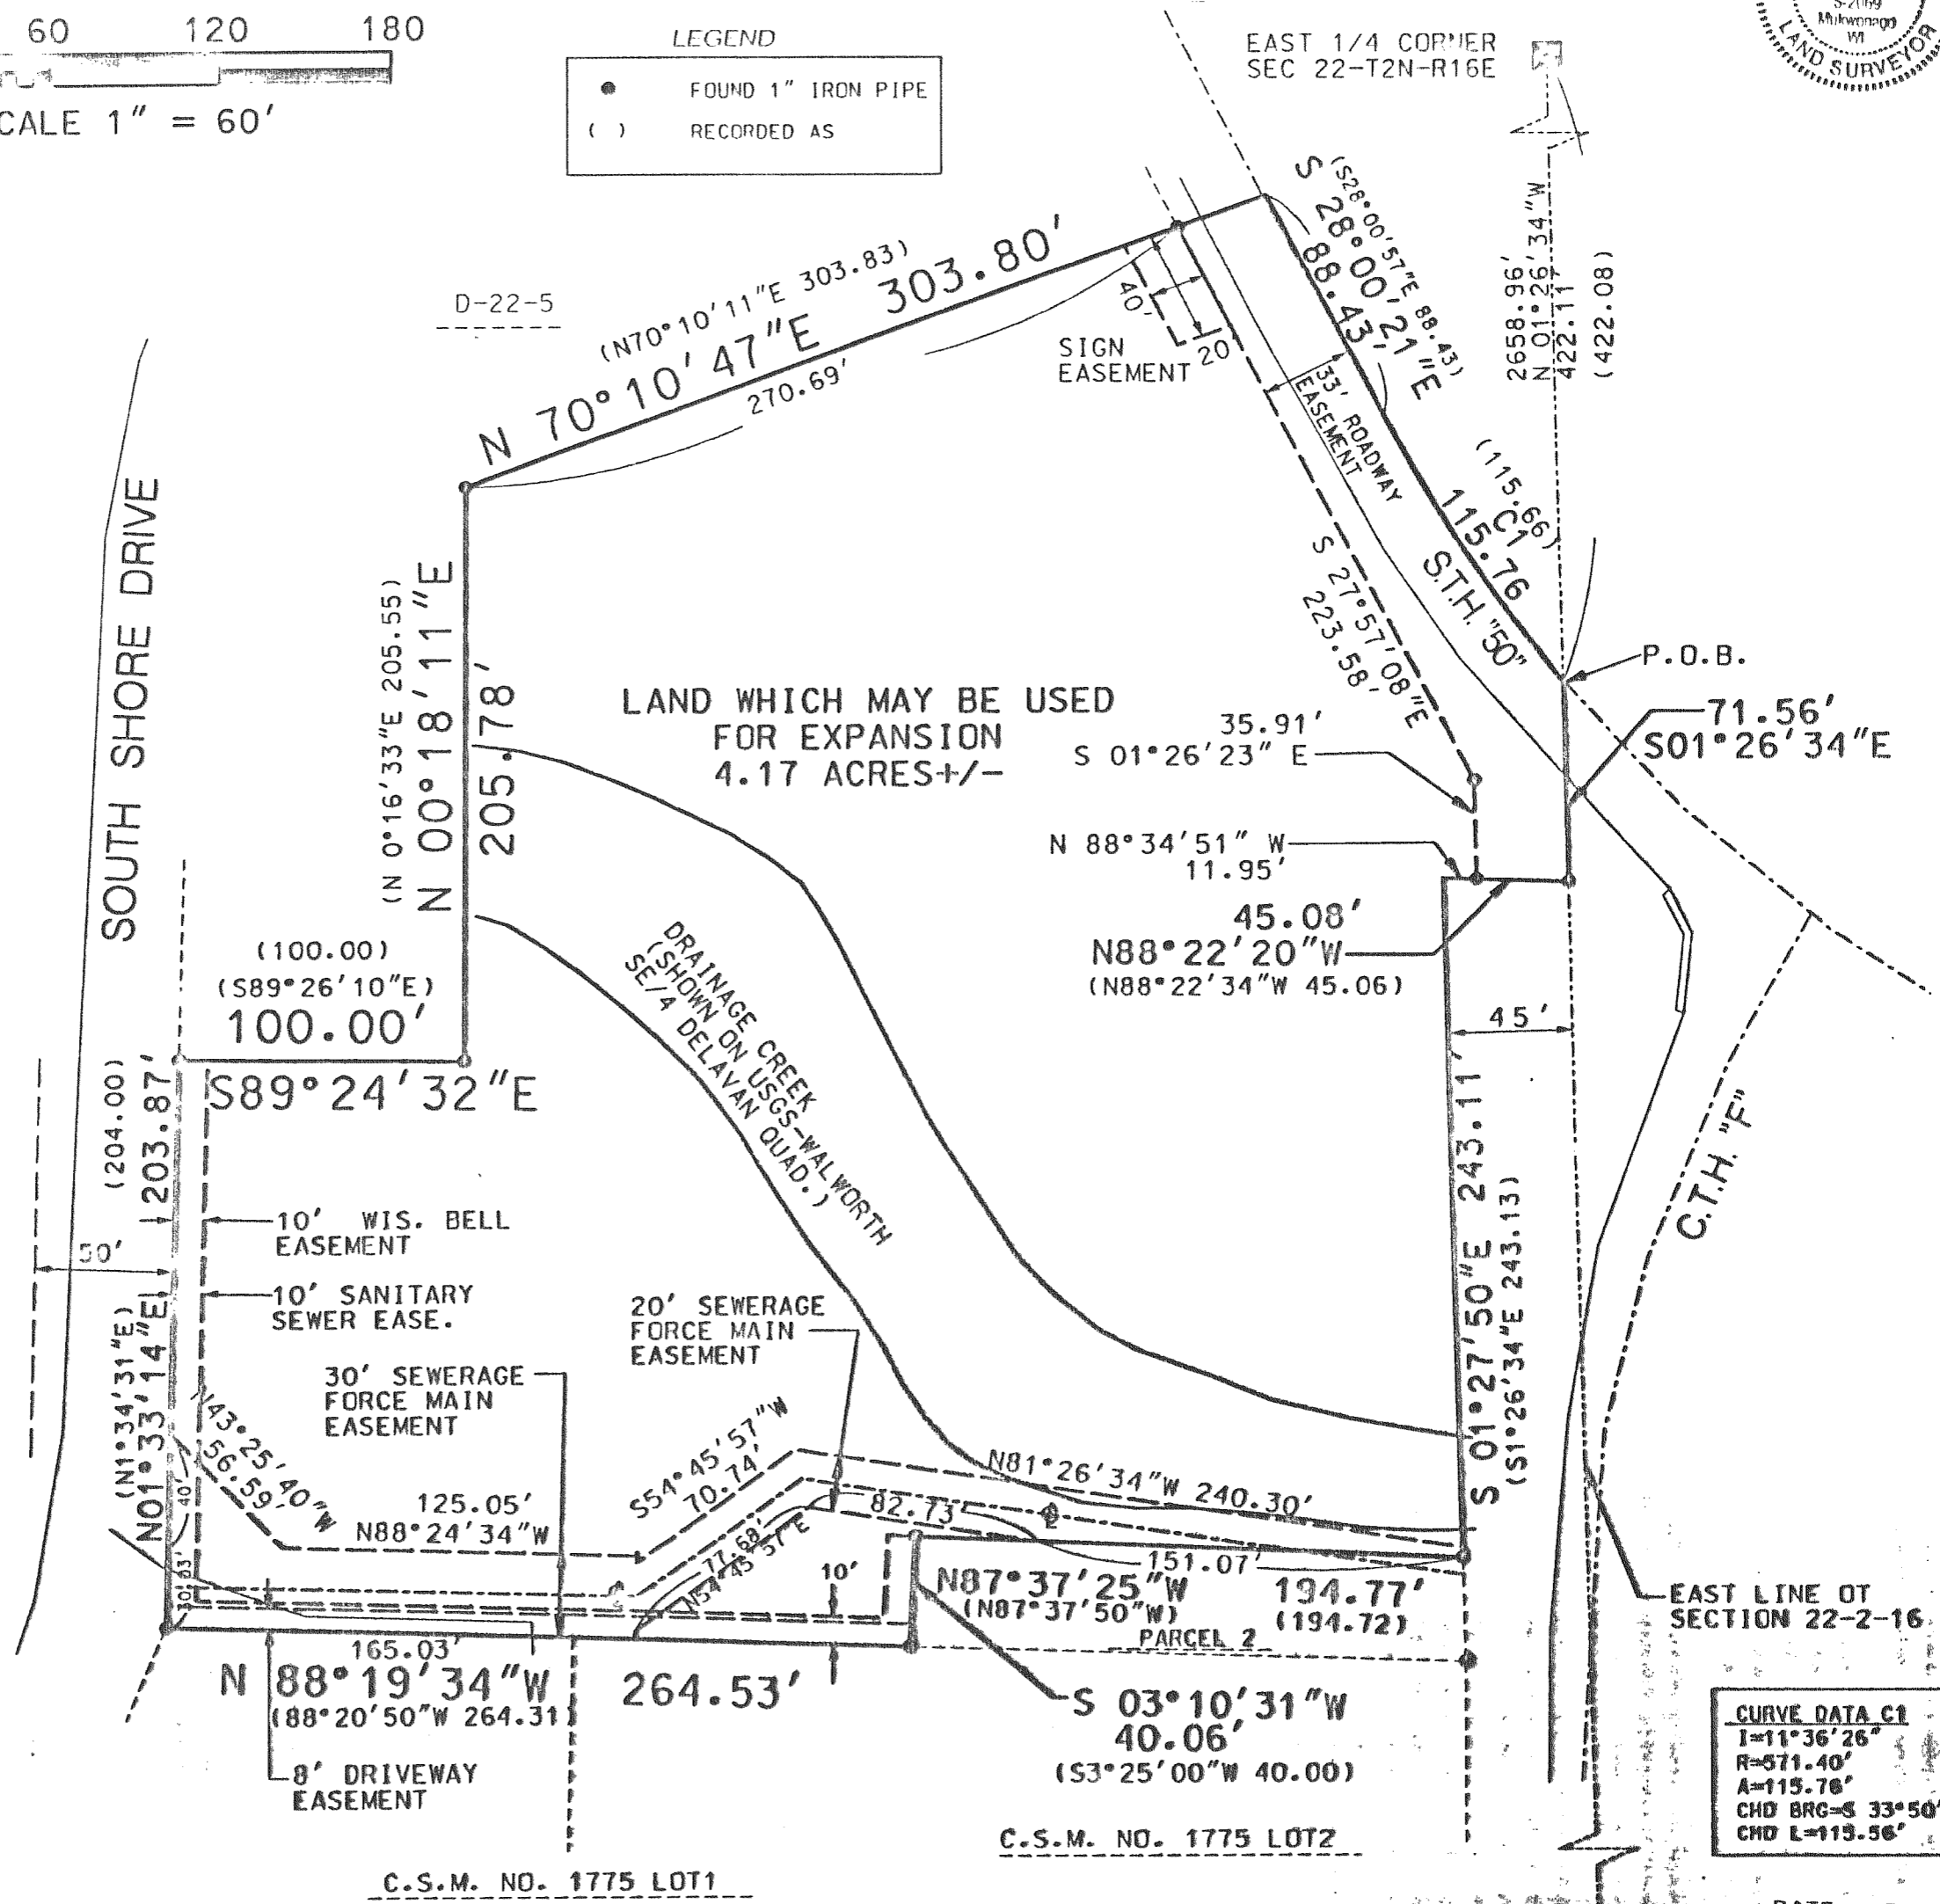 60 120 180
SCALE 1" = 60'
LEGEND
FOUND 1" IRON PIPE
( ) RECORDED AS
EAST 1/4 CORNER
SEC 22-T2N-R16E
S-2069
Mukwonago
WI
LAND SURVEYOR
D-22-5
(N70°10'11"E 303.83)
N 70°10'47"E 303.80'
270.69'
40'
20
SIGN
EASEMENT
(S28°00'57"E 88.43)
S 28°00'21"E
88.43'
33' ROADWAY
EASEMENT
2658.96'
N 01°26'34"W
422.11'
(422.08)
(115.66)
C1
115.76
S.T.H. "50"
S 27°57'08"E
223.58'
P.O.B.
71.56'
S01°26'34"E
SOUTH SHORE DRIVE
(N 0°16'33"E 205.55)
N 00°18'11"E
205.78'
LAND WHICH MAY BE USED
FOR EXPANSION
4.17 ACRES+/-
35.91'
S 01°26'23" E
N 88°34'51" W
11.95'
45.08'
N88°22'20"W
(N88°22'34"W 45.06)
45'
(100.00)
(S89°26'10"E)
100.00'
S89°24'32"E
DRAINAGE CREEK
(SHOWN ON USGS-WALWORTH
SE/4 DELAVAN QUAD.)
(204.00)
203.87'
(N1°34'31"E)
N01°33'14"E
50'
10' WIS. BELL
EASEMENT
10' SANITARY
SEWER EASE.
20' SEWERAGE
FORCE MAIN
EASEMENT
30' SEWERAGE
FORCE MAIN
EASEMENT
S 01°27'50"E 243.11'
(S1°26'34"E 243.13)
C.T.H. "F"
N43°25'40"W
56.59'
40'
30.03'
125.05'
N88°24'34"W
S54°45'57"W
70.74'
N81°26'34"W 240.30'
82.73'
77.68'
N54°45'57"E
151.07'
10'
N87°37'25"W 194.77'
(N87°37'50"W) (194.72)
PARCEL 2
EAST LINE OT
SECTION 22-2-16
165.03'
N 88°19'34"W 264.53'
(88°20'50"W 264.31)
S 03°10'31"W
40.06'
(S3°25'00"W 40.00)
8' DRIVEWAY
EASEMENT
C.S.M. NO. 1775 LOT2
C.S.M. NO. 1775 LOT1
CURVE DATA C1
I=11°36'26"
R=571.40'
A=115.76'
CHD BRG=S 33°50'
CHD L=115.56'